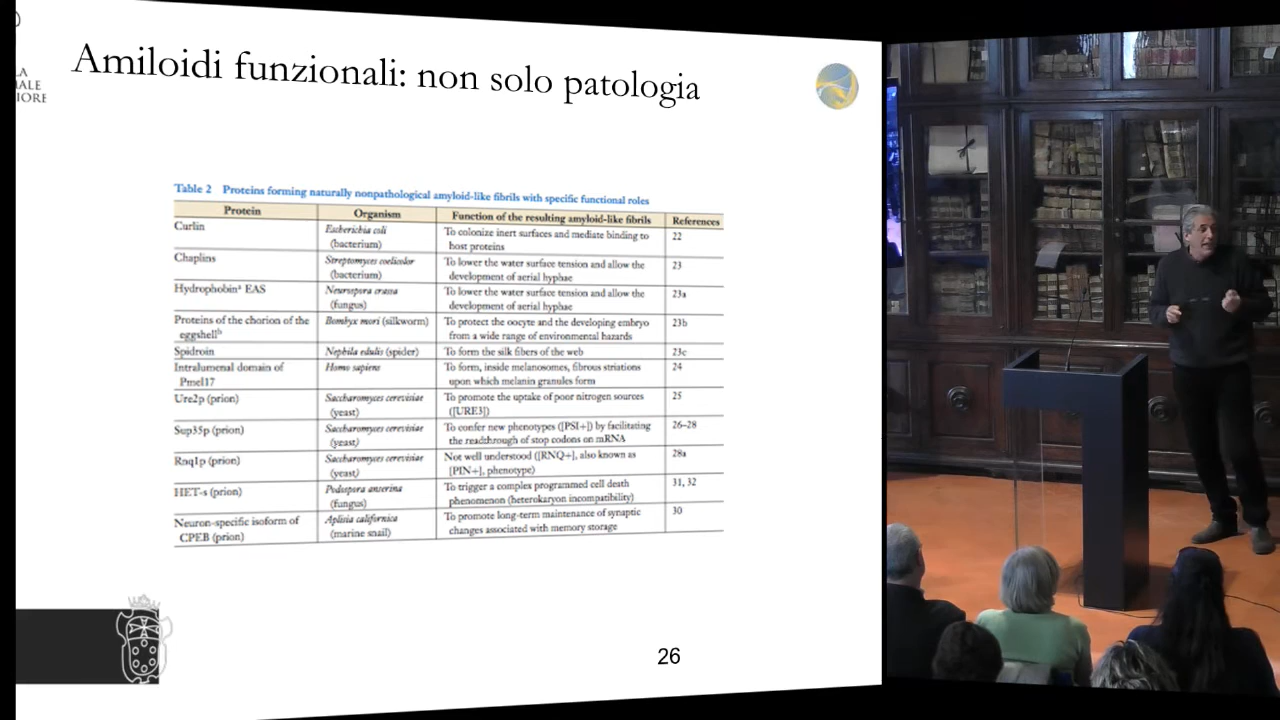 Amiloidi funzionali: non solo patologia
LA
ALE
IORE
Table 2 Proteins forming naturally nonpathological amyloid-like fibrils with specific functional roles
Protein Organism Function of the resulting amyloid-like fibrils References
Curlin Escherichia coli To colonize inert surfaces and mediate binding to 22
(bacterium) host proteins
Chaplins Streptomyces coelicolor To lower the water surface tension and allow the 23
(bacterium) development of aerial hyphae
Hydrophobinᵃ EAS Neurospora crassa To lower the water surface tension and allow the 23a
(fungus) development of aerial hyphae
Proteins of the chorion of the Bombyx mori (silkworm) To protect the oocyte and the developing embryo 23b
eggshellᵇ from a wide range of environmental hazards
Spidroin Nephila edulis (spider) To form the silk fibers of the web 23c
Intralumenal domain of Homo sapiens To form, inside melanosomes, fibrous striations 24
Pmel17 upon which melanin granules form
Ure2p (prion) Saccharomyces cerevisiae To promote the uptake of poor nitrogen sources 25
(yeast) ([URE3])
Sup35p (prion) Saccharomyces cerevisiae To confer new phenotypes ([PSI+]) by facilitating 26–28
(yeast) the readthrough of stop codons on mRNA
Rnq1p (prion) Saccharomyces cerevisiae Not well understood ([RNQ+], also known as 28a
(yeast) [PIN+], phenotype)
HET-s (prion) Podospora anserina To trigger a complex programmed cell death 31, 32
(fungus) phenomenon (heterokaryon incompatibility)
Neuron-specific isoform of Aplisia californica To promote long-term maintenance of synaptic 30
CPEB (prion) (marine snail) changes associated with memory storage
26